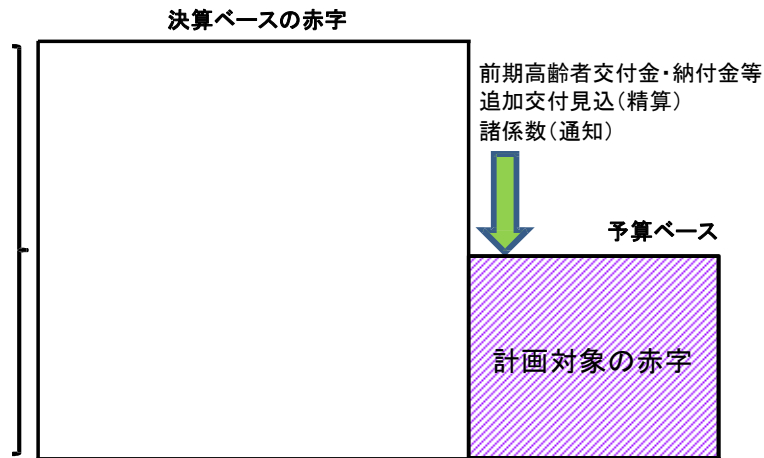 決算ベースの赤字
前期高齢者交付金・納付金等
追加交付見込(精算)
諸係数(通知)
予算ベース
計画対象の赤字